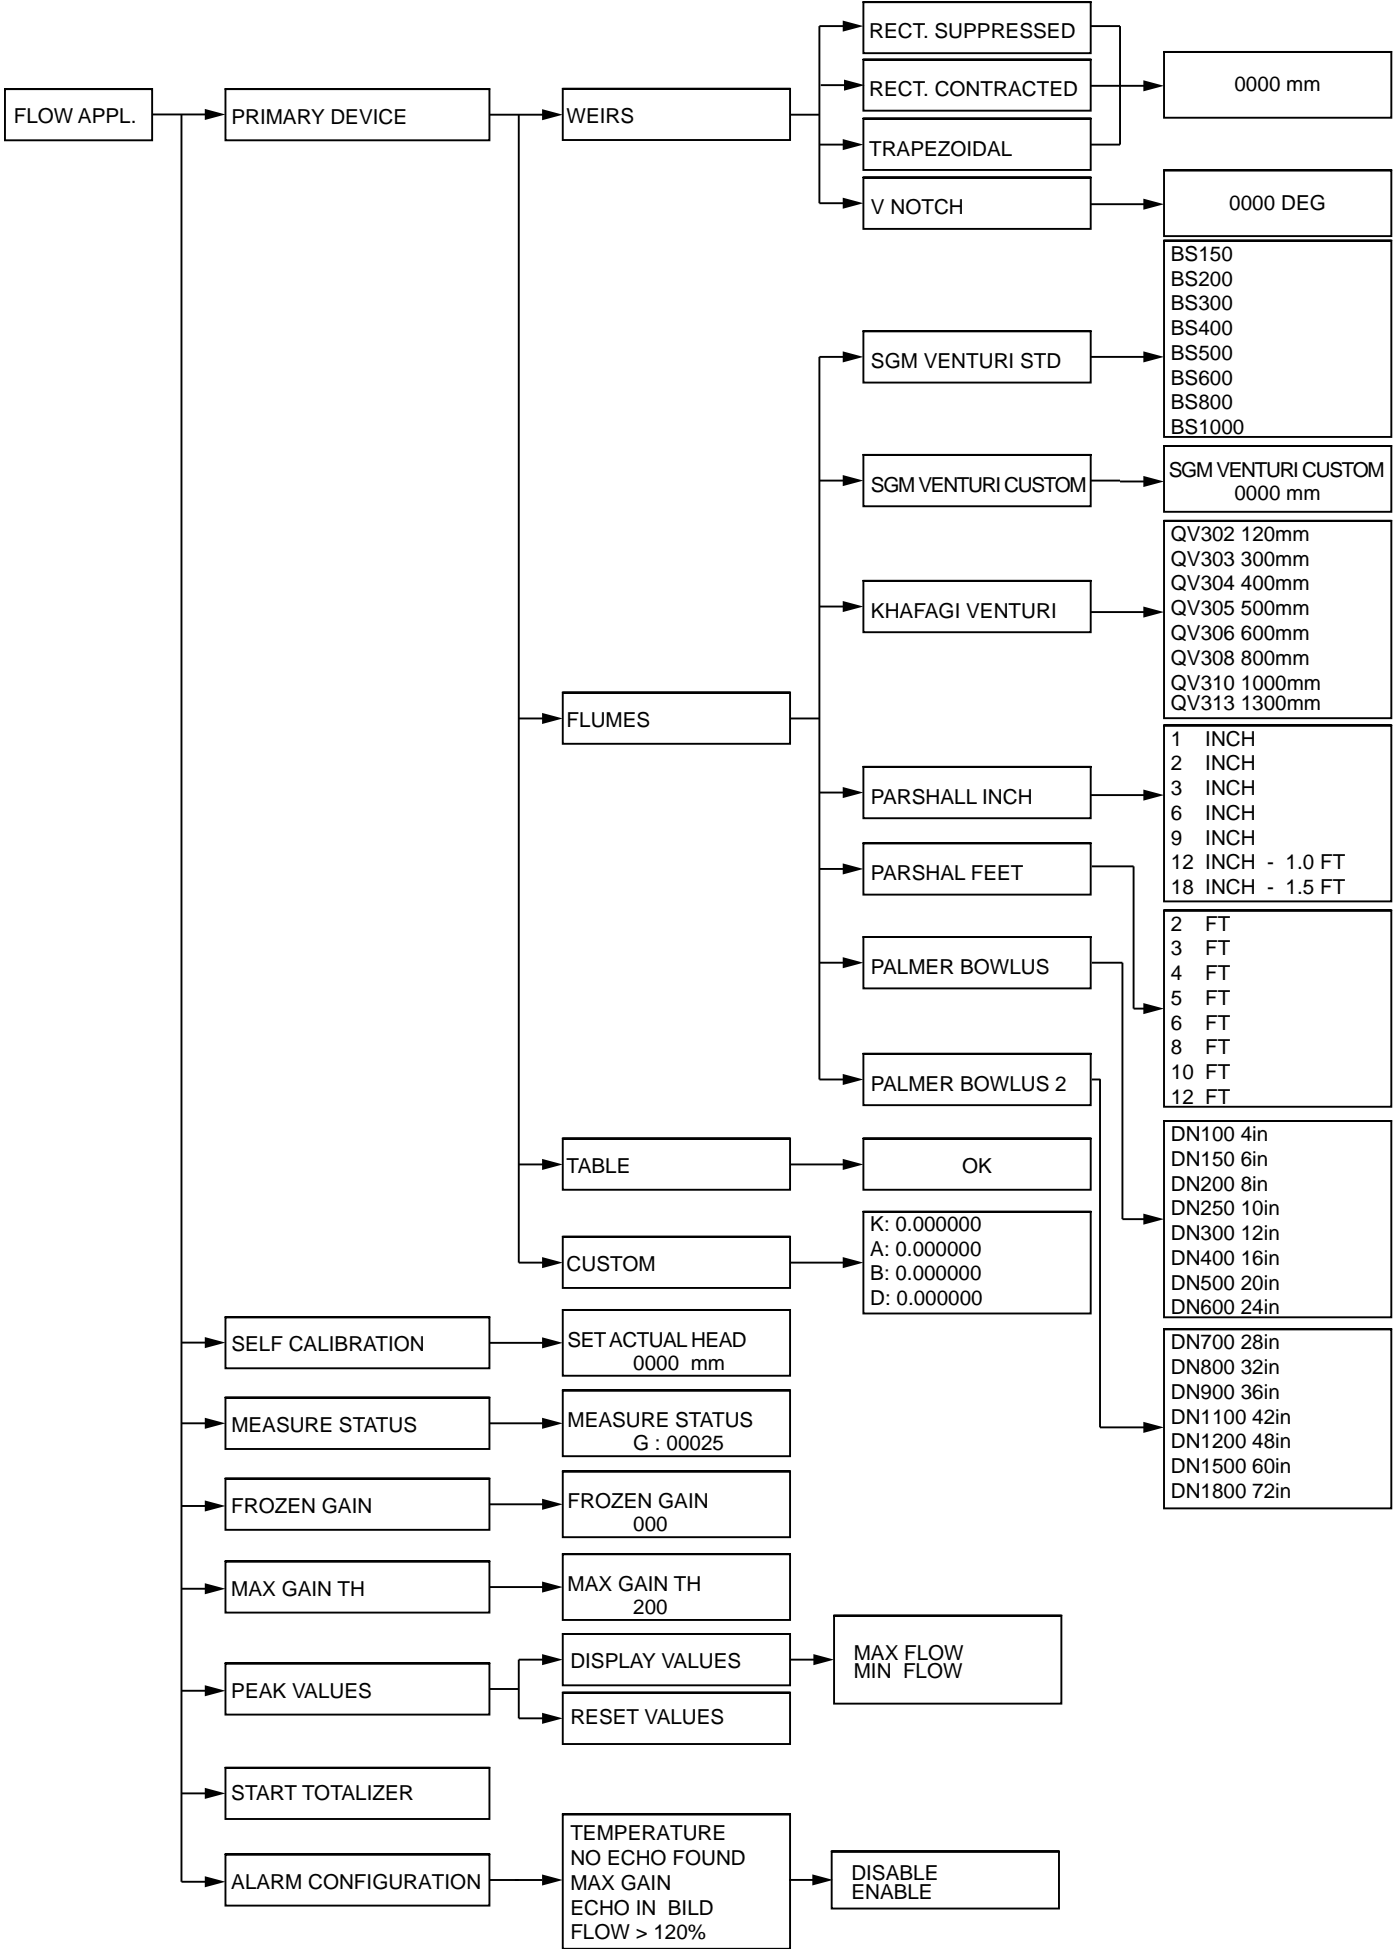 FLOW APPL.
PRIMARY DEVICE
WEIRS
RECT. SUPPRESSED
RECT. CONTRACTED
TRAPEZOIDAL
0000 mm
V NOTCH
0000 DEG
FLUMES
SGM VENTURI STD
BS150
BS200
BS300
BS400
BS500
BS600
BS800
BS1000
SGM VENTURI CUSTOM
SGM VENTURI CUSTOM
0000 mm
KHAFAGI VENTURI
QV302 120mm
QV303 300mm
QV304 400mm
QV305 500mm
QV306 600mm
QV308 800mm
QV310 1000mm
QV313 1300mm
PARSHALL INCH
1 INCH
2 INCH
3 INCH
6 INCH
9 INCH
12 INCH - 1.0 FT
18 INCH - 1.5 FT
PARSHAL FEET
2 FT
3 FT
4 FT
5 FT
6 FT
8 FT
10 FT
12 FT
PALMER BOWLUS
DN100 4in
DN150 6in
DN200 8in
DN250 10in
DN300 12in
DN400 16in
DN500 20in
DN600 24in
PALMER BOWLUS 2
DN700 28in
DN800 32in
DN900 36in
DN1100 42in
DN1200 48in
DN1500 60in
DN1800 72in
TABLE
OK
CUSTOM
K: 0.000000
A: 0.000000
B: 0.000000
D: 0.000000
SELF CALIBRATION
SET ACTUAL HEAD
0000 mm
MEASURE STATUS
MEASURE STATUS
G : 00025
FROZEN GAIN
FROZEN GAIN
000
MAX GAIN TH
MAX GAIN TH
200
PEAK VALUES
DISPLAY VALUES
MAX FLOW
MIN FLOW
RESET VALUES
START TOTALIZER
ALARM CONFIGURATION
TEMPERATURE
NO ECHO FOUND
MAX GAIN
ECHO IN BILD
FLOW > 120%
DISABLE
ENABLE